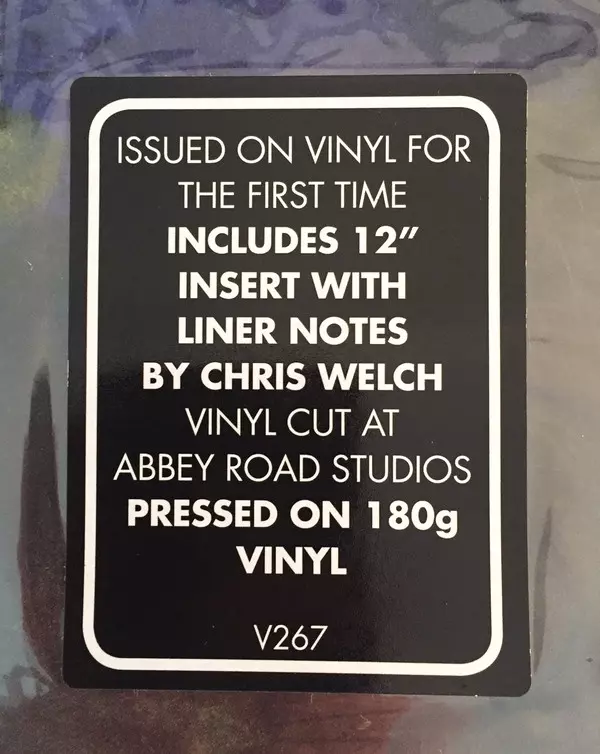 ISSUED ON VINYL FOR
THE FIRST TIME
INCLUDES 12”
INSERT WITH
LINER NOTES
BY CHRIS WELCH
VINYL CUT AT
ABBEY ROAD STUDIOS
PRESSED ON 180g
VINYL
V267